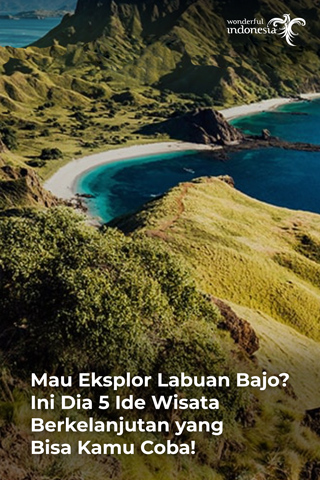 wonderful
indonesia
Mau Eksplor Labuan Bajo?
Ini Dia 5 Ide Wisata
Berkelanjutan yang
Bisa Kamu Coba!